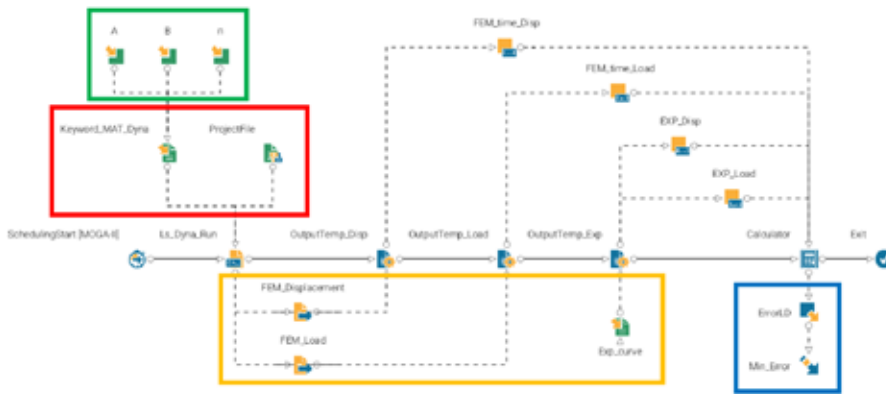 FEM_time_Disp
A B n
FEM_time_Load
EXP_Disp
Keyword_MAT_Dyna ProjectFile
EXP_Load
SchedulingStart [MOGA-II] Ls_Dyna_Run OutputTemp_Disp OutputTemp_Load OutputTemp_Exp Calculator Exit
FEM_Displacement
ErrorLD
FEM_Load
Exp_curve
Min_Error